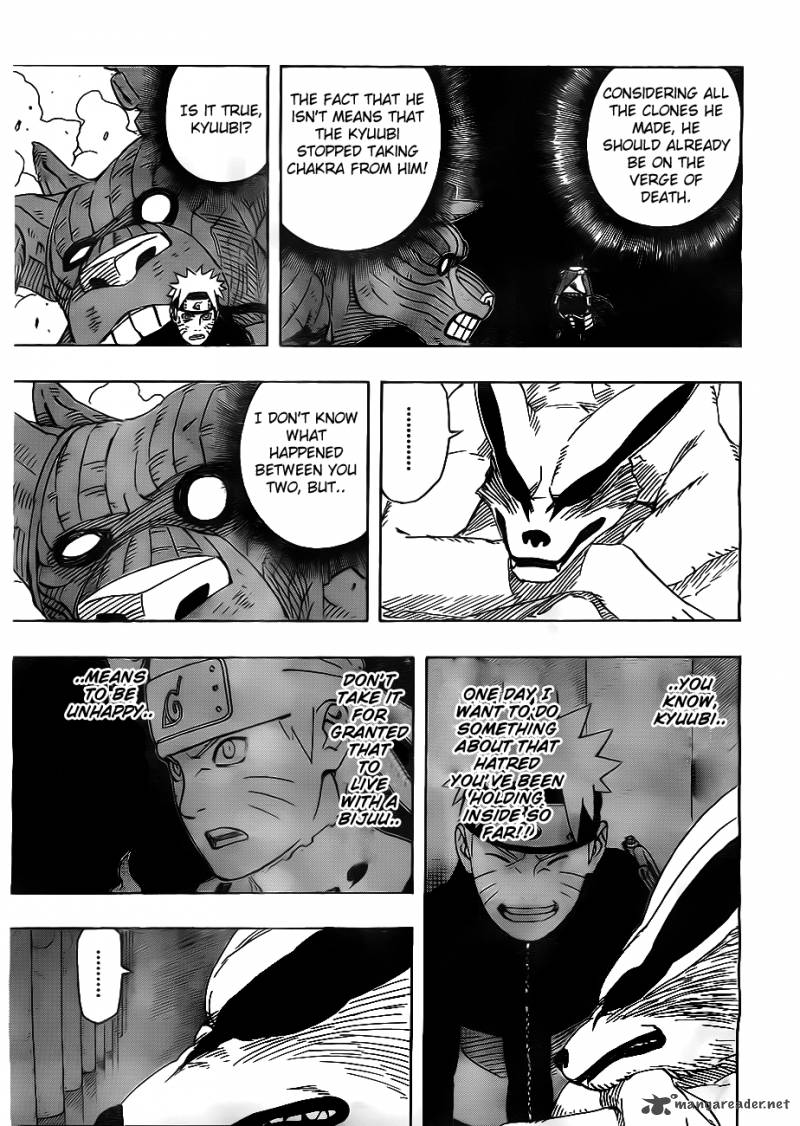 CONSIDERING ALL
THE CLONES HE
MADE, HE
SHOULD ALREADY
BE ON THE
VERGE OF
DEATH.
THE FACT THAT HE
ISN'T MEANS THAT
THE KYUUBI
STOPPED TAKING
CHAKRA FROM HIM!
IS IT TRUE,
KYUUBI?
.........
I DON'T KNOW
WHAT
HAPPENED
BETWEEN YOU
TWO, BUT..
..YOU
KNOW,
KYUUBI..
ONE DAY, I
WANT TO DO
SOMETHING
ABOUT THAT
HATRED
YOU'VE BEEN
HOLDING
INSIDE SO
FAR!!
DON'T
TAKE IT
FOR
GRANTED
THAT
TO
LIVE
WITH A
BIJUU..
..MEANS
TO BE
UNHAPPY..
.......
mangareader.net